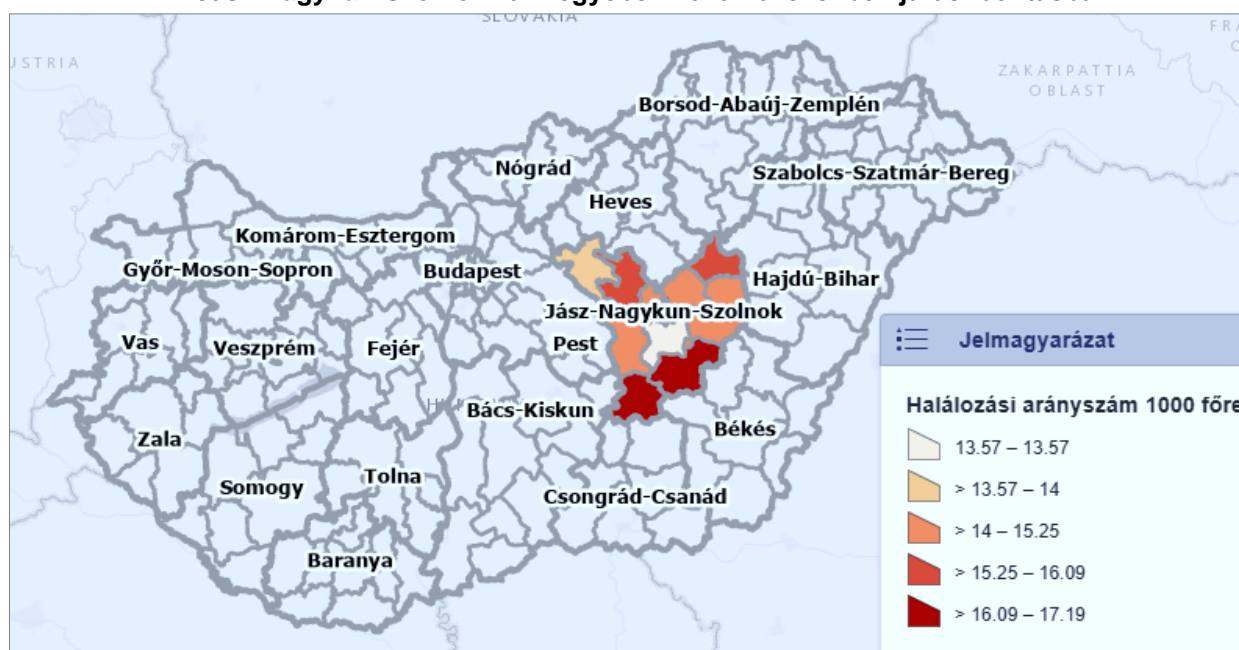 SLOVAKIA
USTRIA
ZAKARPATTIA
OBLAST
Borsod-Abaúj-Zemplén
Nógrád
Szabolcs-Szatmár-Bereg
Heves
Komárom-Esztergom
Győr-Moson-Sopron
Budapest
Hajdú-Bihar
Jász-Nagykun-Szolnok
Vas
Veszprém
Fejér
Pest
Bács-Kiskun
Zala
Békés
Somogy
Tolna
Csongrád-Csanád
Baranya
Jelmagyarázat
Halálozási arányszám 1000 főre
13.57 – 13.57
> 13.57 – 14
> 14 – 15.25
> 15.25 – 16.09
> 16.09 – 17.19